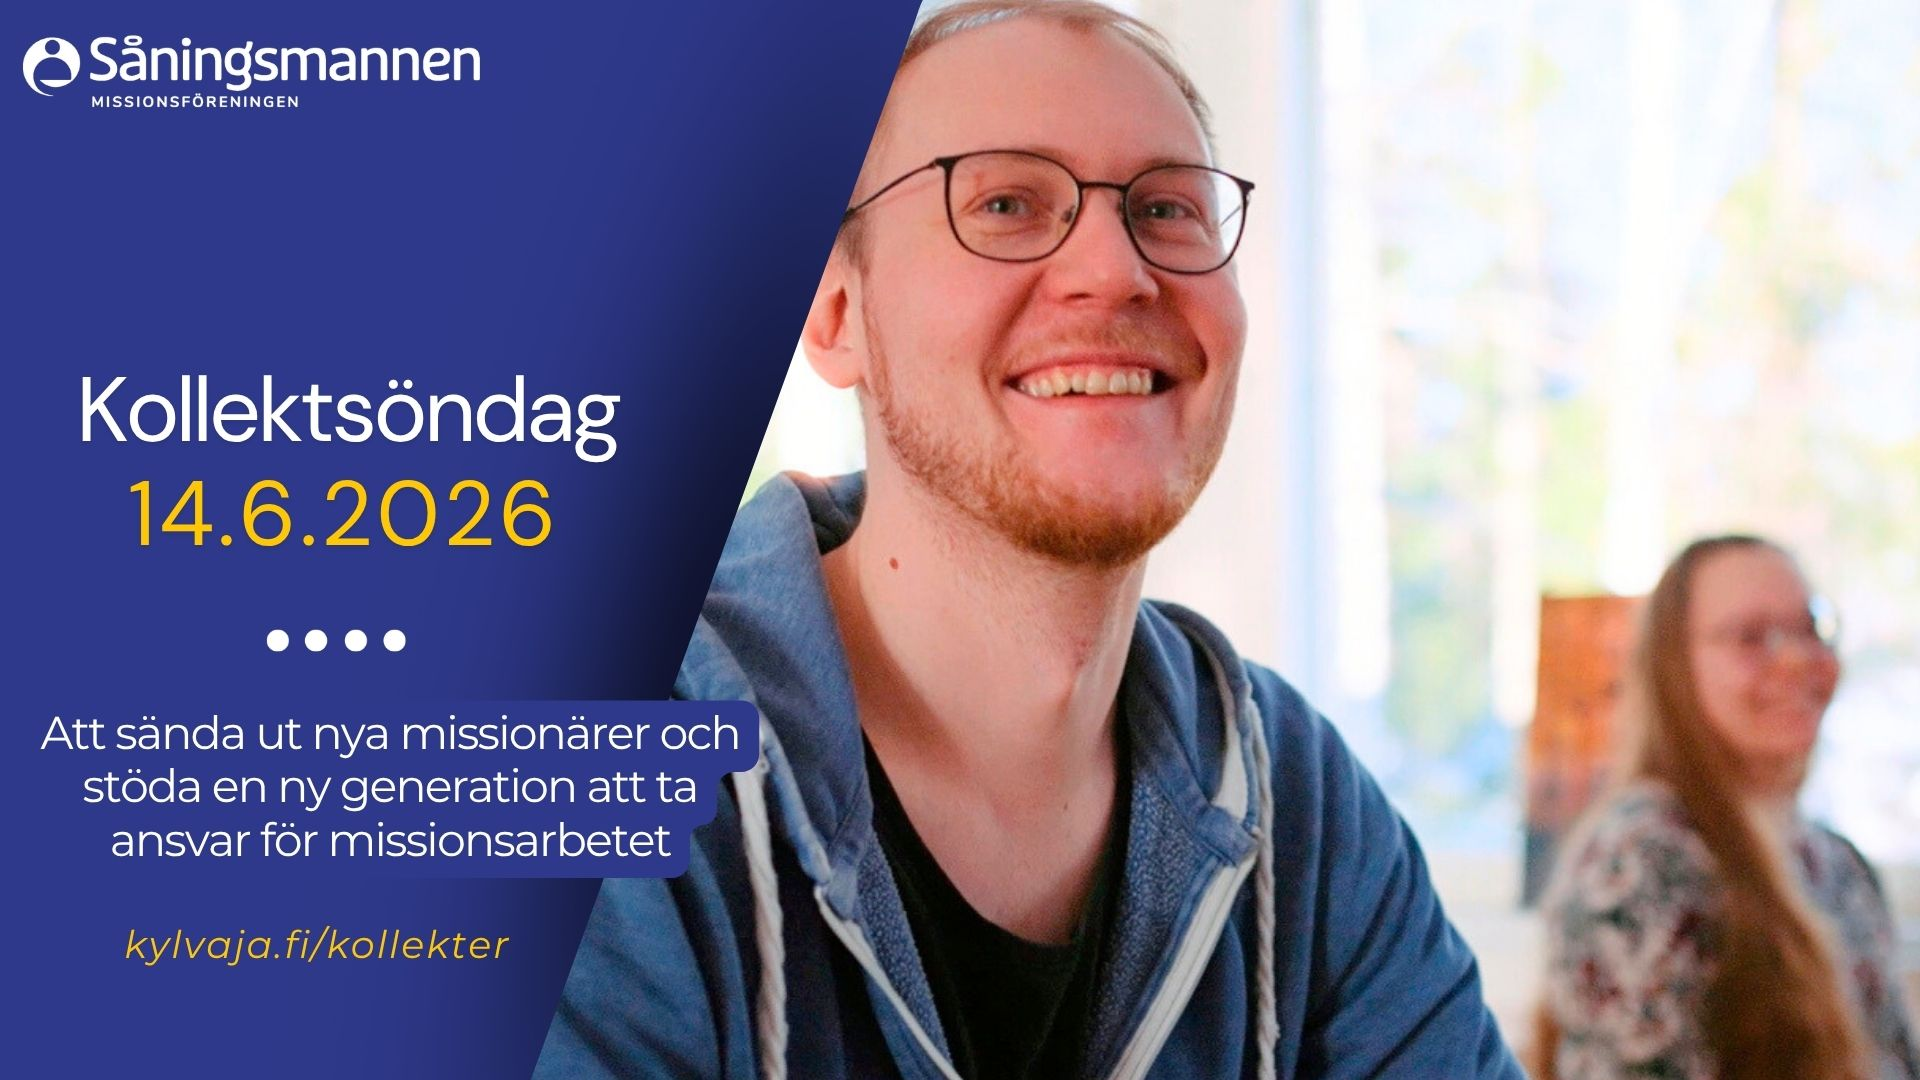 Såningsmannen
MISSIONSFÖRENINGEN
Kollektsöndag
14.6.2026
Att sända ut nya missionärer och
stöda en ny generation att ta
ansvar för missionsarbetet
kylvaja.fi/kollekter